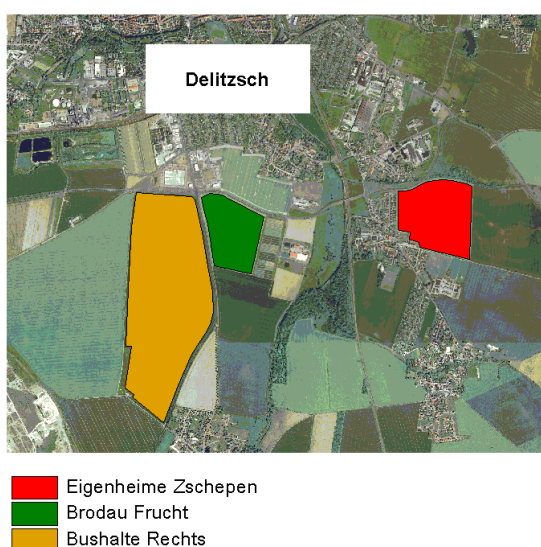 Delitzsch
Eigenheime Zschepen
Brodau Frucht
Bushalte Rechts